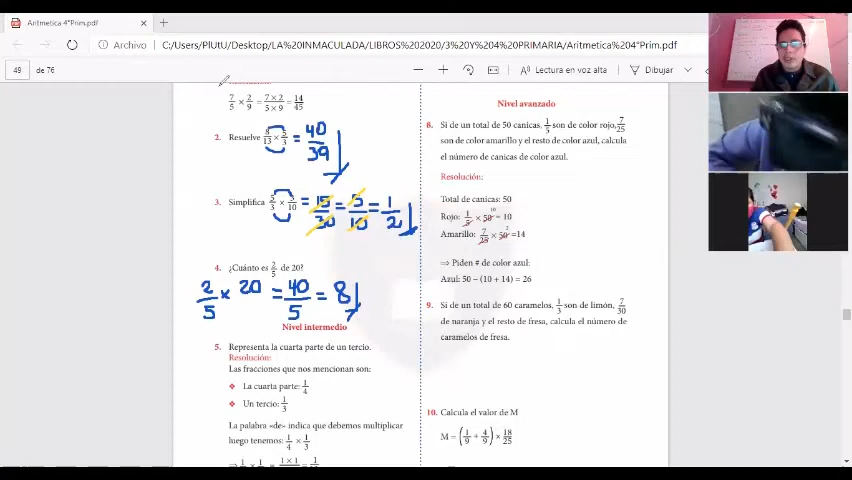 Aritmetica 4°Prim.pdf
Archivo C:/Users/PlUtU/Desktop/LA%20INMACULADA/LIBROS%202020/3%20Y%204%20PRIMARIA/Aritmetica%204°Prim.pdf
49 de 76
Lectura en voz alta
Dibujar
7/5 × 2/9 = 7 × 2/5 × 9 = 14/45
2. Resuelve 8/13 × 5/3 = 40/39
3. Simplifica 5/3 × 3/10 = 15/30 = 5/10 = 1/2
4. ¿Cuánto es 2/5 de 20?
2/5 × 20 = 40/5 = 8
Nivel intermedio
5. Representa la cuarta parte de un tercio.
Resolución:
Las fracciones que nos mencionan son:
La cuarta parte: 1/4
Un tercio: 1/3
La palabra «de» indica que debemos multiplicar
luego tenemos: 1/4 × 1/3
Nivel avanzado
8. Si de un total de 50 canicas, 1/5 son de color rojo, 7/25
son de color amarillo y el resto de color azul, calcula
el número de canicas de color azul.
Resolución:
Total de canicas: 50
Rojo: 1/5 × 50 10 = 10
Amarillo: 7/25 × 50 2 =14
⇒ Piden # de color azul:
Azul: 50 – (10 + 14) = 26
9. Si de un total de 60 caramelos, 1/3 son de limón, 7/30
de naranja y el resto de fresa, calcula el número de
caramelos de fresa.
10. Calcula el valor de M
M = (1/9 + 4/9) × 18/25